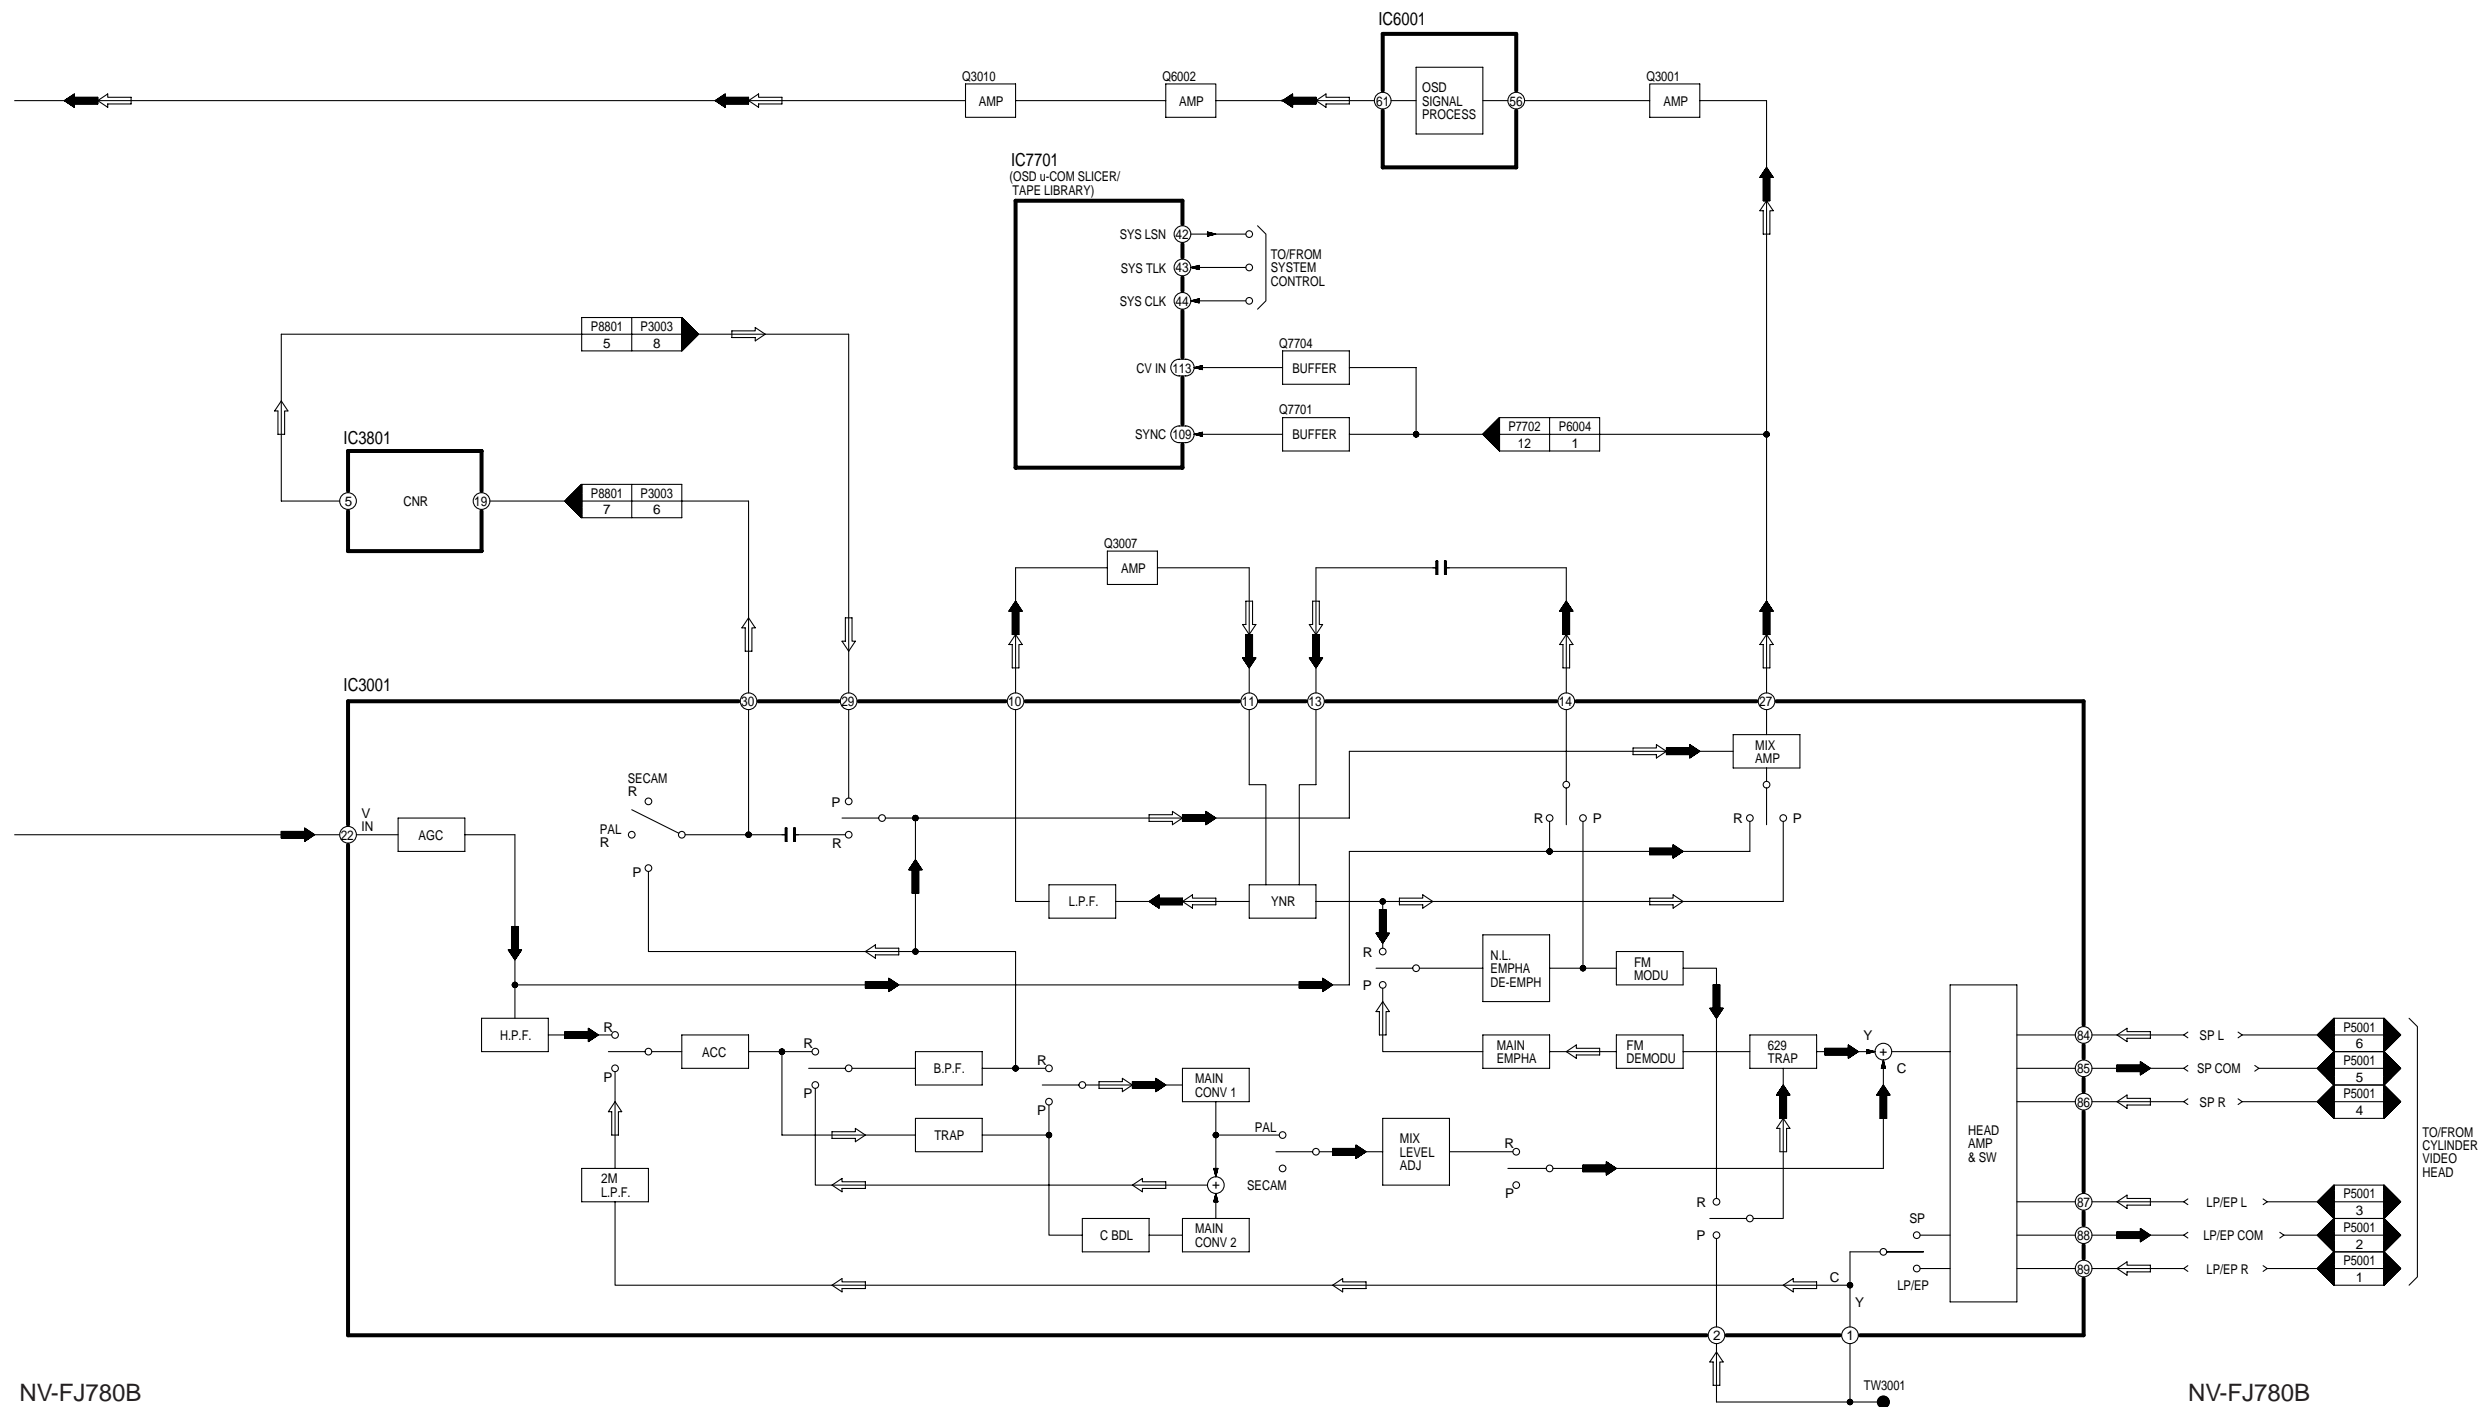 IC6001
Q3010
Q6002
Q3001
AMP
AMP
61
OSD
SIGNAL
PROCESS
56
AMP
IC7701
(OSD u-COM SLICER/
TAPE LIBRARY)
SYS LSN 42
SYS TLK 43
SYS CLK 44
TO/FROM
SYSTEM
CONTROL
P8801 P3003
5 8
Q7704
CV IN 113
BUFFER
Q7701
SYNC 109
BUFFER
P7702 P6004
12 1
IC3801
5
CNR
19
P8801 P3003
7 6
Q3007
AMP
IC3001
30
29
10
11
13
14
27
MIX
AMP
SECAM
R
PAL
R
P
P
R
V
IN
22
AGC
R
P
R
P
L.P.F.
YNR
R
P
N.L.
EMPHA
DE-EMPH
FM
MODU
H.P.F.
R
P
ACC
R
P
B.P.F.
R
P
MAIN
CONV 1
MAIN
EMPHA
FM
DEMODU
629
TRAP
Y
+
C
TRAP
PAL
SECAM
MIX
LEVEL
ADJ
R
P
2M
L.P.F.
+
C BDL
MAIN
CONV 2
R
P
HEAD
AMP
& SW
SP
LP/EP
C
Y
84
SP L
P5001
6
85
SP COM
P5001
5
86
SP R
P5001
4
87
LP/EP L
P5001
3
88
LP/EP COM
P5001
2
89
LP/EP R
P5001
1
TO/FROM
CYLINDER
VIDEO
HEAD
2
1
TW3001
NV-FJ780B
NV-FJ780B